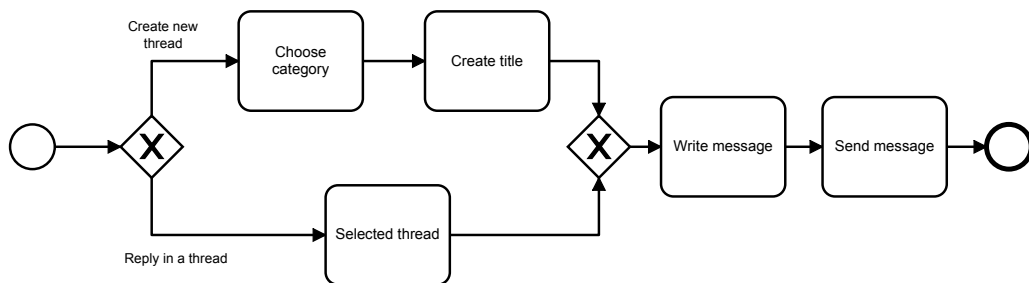 Create new
thread
Choose
category
Create title
Write message
Send message
Selected thread
Reply in a thread